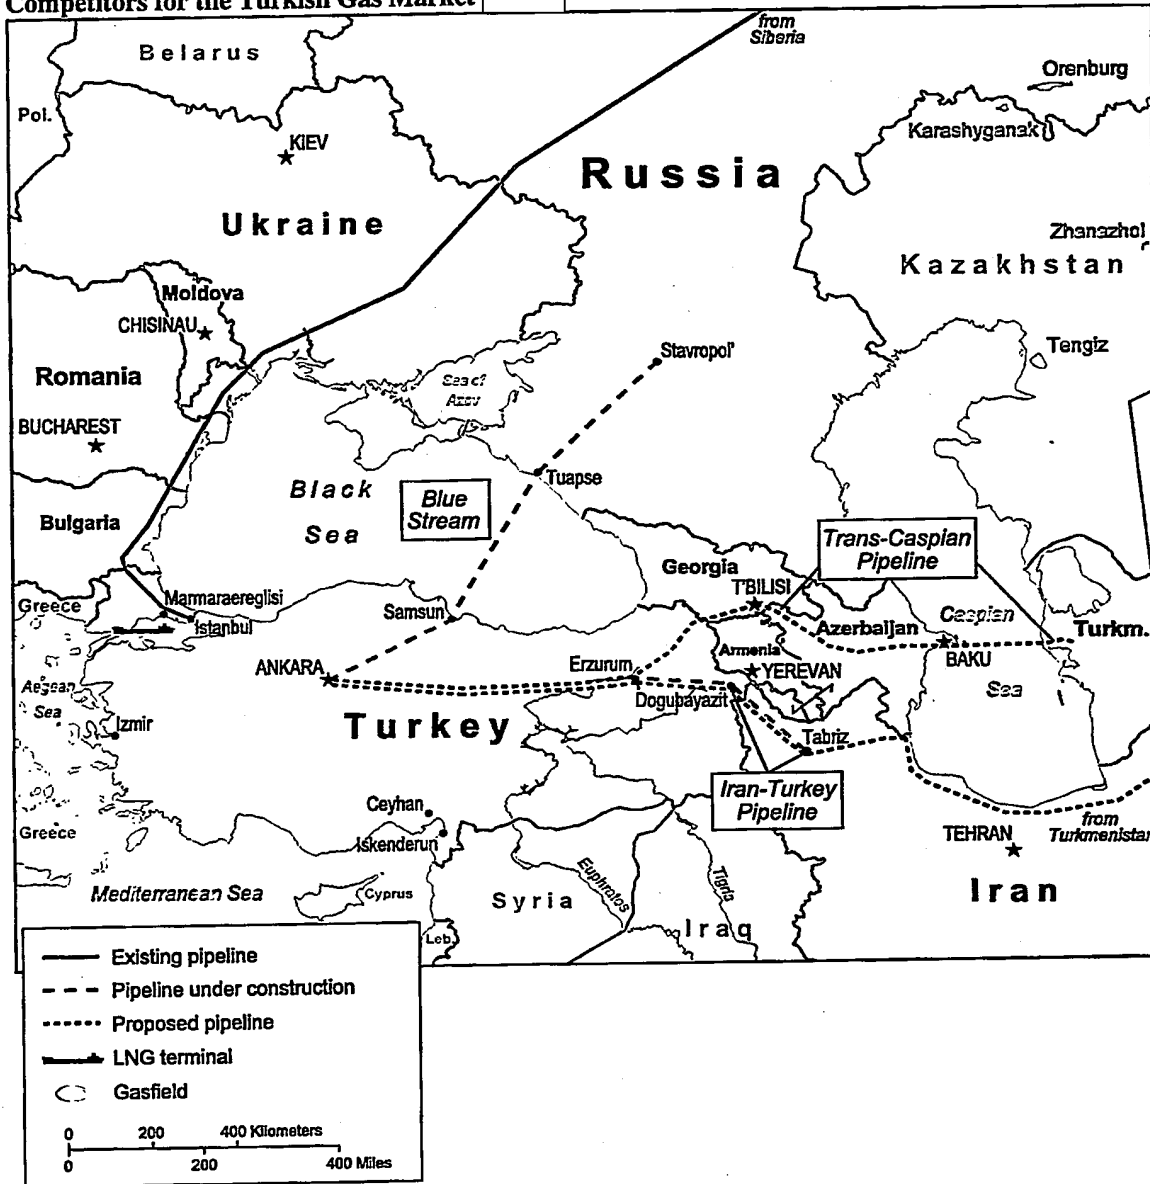 Competitors for the Turkish Gas Market
from
Siberia
Belarus
Orenburg
Pol.
Karashyganak
KIEV
Russia
Ukraine
Zhanazhol
Kazakhstan
Moldova
CHISINAU
Stavropol'
Tengiz
Romania
Sea of
Azov
BUCHAREST
Tuapse
Black
Sea
Blue
Stream
Bulgaria
Trans-Caspian
Pipeline
Georgia
T'BILISI
Greece
Marmaraereglisi
Istanbul
Samsun
Caspian
Sea
Azerbaijan
Turkm.
BAKU
Armenia
YEREVAN
ANKARA
Erzurum
Dogubayazit
Aegean
Sea
Izmir
Turkey
Tabriz
Iran-Turkey
Pipeline
Ceyhan
Iskenderun
Greece
TEHRAN
from
Turkmenistan
Mediterranean Sea
Cyprus
Syria
Euphrates
Tigris
Iraq
Iran
Leb.
Existing pipeline
Pipeline under construction
Proposed pipeline
LNG terminal
Gasfield
0 200 400 Kilometers
0 200 400 Miles